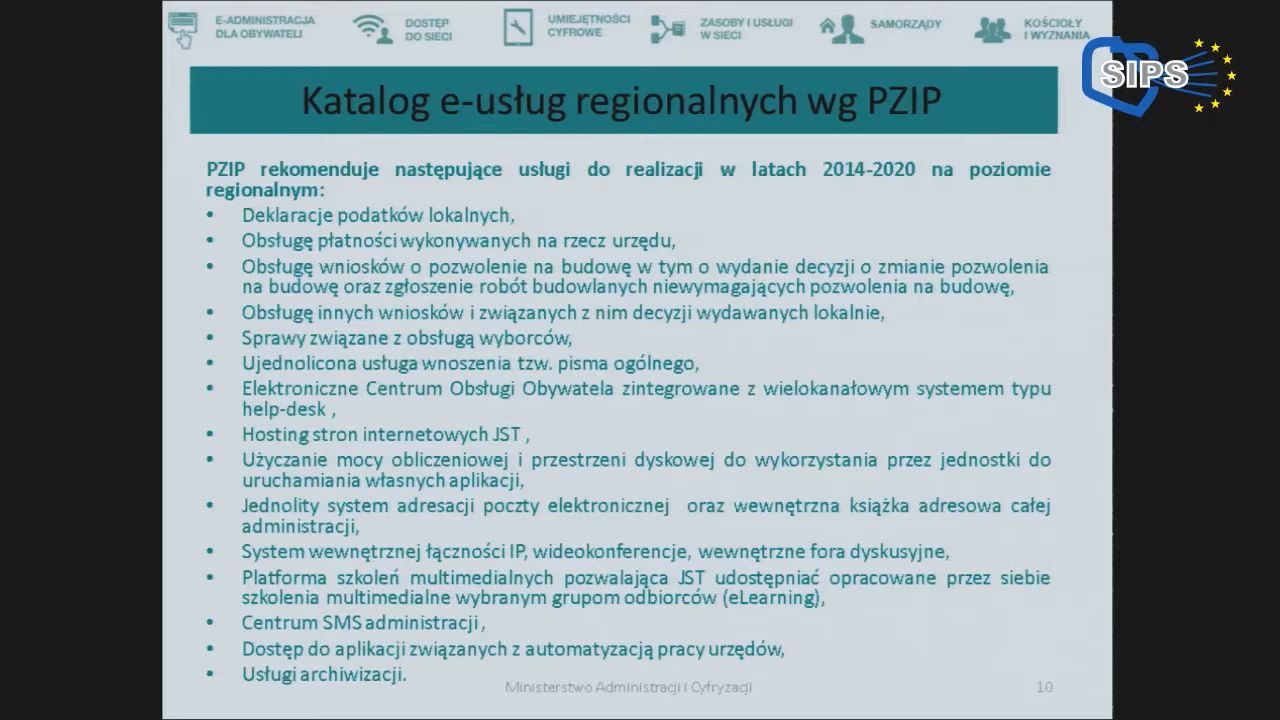 E-ADMINISTRACJA
DLA OBYWATELI
DOSTĘP
DO SIECI
UMIEJĘTNOŚCI
CYFROWE
ZASOBY I USŁUGI
W SIECI
SAMORZĄDY
KOŚCIOŁY
I WYZNANIA
SIPS
Katalog e-usług regionalnych wg PZIP
PZIP rekomenduje następujące usługi do realizacji w latach 2014-2020 na poziomie
regionalnym:
• Deklaracje podatków lokalnych,
• Obsługę płatności wykonywanych na rzecz urzędu,
• Obsługę wniosków o pozwolenie na budowę w tym o wydanie decyzji o zmianie pozwolenia
na budowę oraz zgłoszenie robót budowlanych niewymagających pozwolenia na budowę,
• Obsługę innych wniosków i związanych z nim decyzji wydawanych lokalnie,
• Sprawy związane z obsługą wyborców,
• Ujednolicona usługa wnoszenia tzw. pisma ogólnego,
• Elektroniczne Centrum Obsługi Obywatela zintegrowane z wielokanałowym systemem typu
help-desk ,
• Hosting stron internetowych JST ,
• Użyczanie mocy obliczeniowej i przestrzeni dyskowej do wykorzystania przez jednostki do
uruchamiania własnych aplikacji,
• Jednolity system adresacji poczty elektronicznej oraz wewnętrzna książka adresowa całej
administracji,
• System wewnętrznej łączności IP, wideokonferencje, wewnętrzne fora dyskusyjne,
• Platforma szkoleń multimedialnych pozwalająca JST udostępniać opracowane przez siebie
szkolenia multimedialne wybranym grupom odbiorców (eLearning),
• Centrum SMS administracji ,
• Dostęp do aplikacji związanych z automatyzacją pracy urzędów,
• Usługi archiwizacji.
Ministerstwo Administracji i Cyfryzacji
10